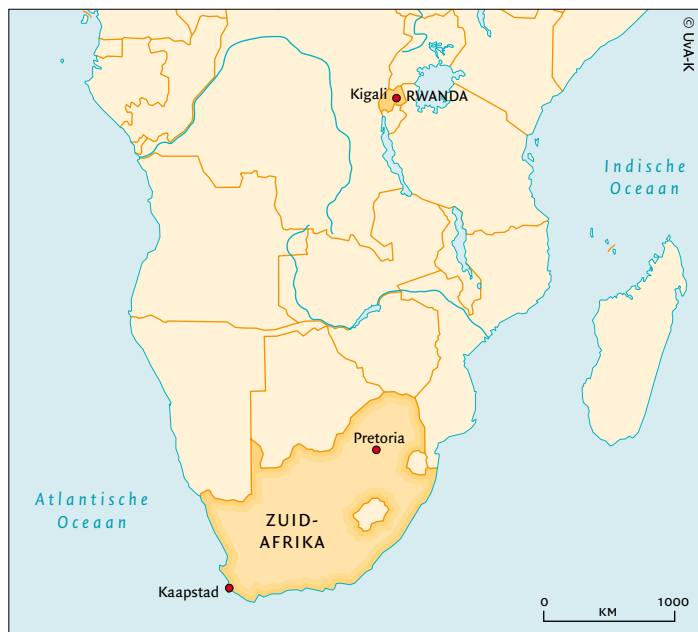 © UvA-K
Kigali
RWANDA
Indische
Oceaan
Pretoria
Atlantische
Oceaan
ZUID-
AFRIKA
Kaapstad
0
KM
1000